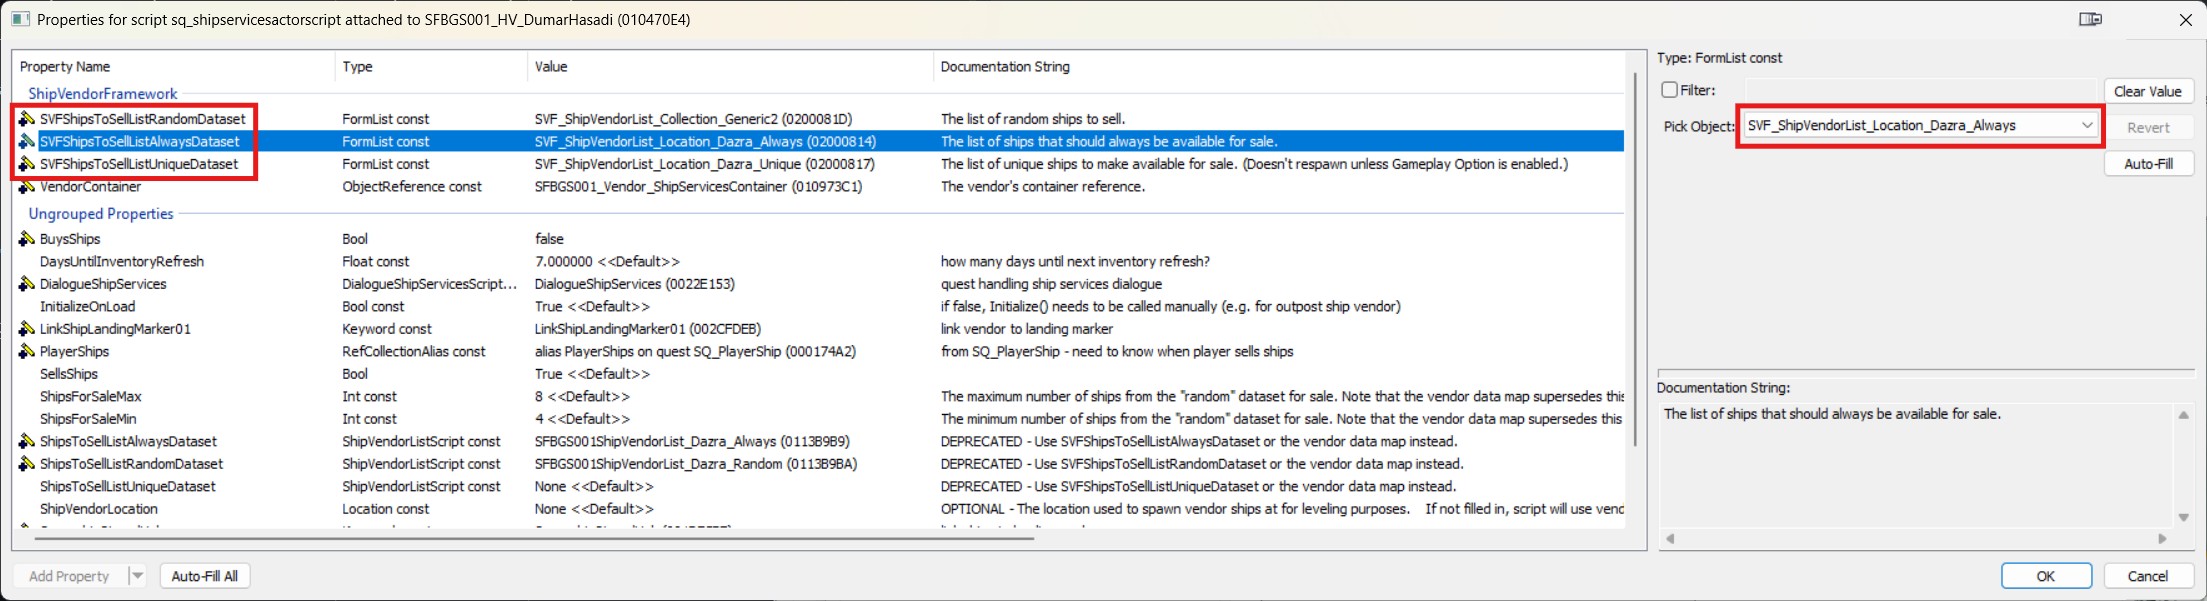 Properties for script sq_shipservicesactorscript attached to SFBGS001_HV_DumarHasadi (010470E4)
Property Name Type Value Documentation String
ShipVendorFramework
SVFShipsToSellListRandomDataset FormList const SVF_ShipVendorList_Collection_Generic2 (0200081D) The list of random ships to sell.
SVFShipsToSellListAlwaysDataset FormList const SVF_ShipVendorList_Location_Dazra_Always (02000814) The list of ships that should always be available for sale.
SVFShipsToSellListUniqueDataset FormList const SVF_ShipVendorList_Location_Dazra_Unique (02000817) The list of unique ships to make available for sale. (Doesn't respawn unless Gameplay Option is enabled.)
VendorContainer ObjectReference const SFBGS001_Vendor_ShipServicesContainer (010973C1) The vendor's container reference.
Ungrouped Properties
BuysShips Bool false
DaysUntilInventoryRefresh Float const 7.000000 <<Default>> how many days until next inventory refresh?
DialogueShipServices DialogueShipServicesScript... DialogueShipServices (0022E153) quest handling ship services dialogue
InitializeOnLoad Bool const True <<Default>> if false, Initialize() needs to be called manually (e.g. for outpost ship vendor)
LinkShipLandingMarker01 Keyword const LinkShipLandingMarker01 (002CFDEB) link vendor to landing marker
PlayerShips RefCollectionAlias const alias PlayerShips on quest SQ_PlayerShip (000174A2) from SQ_PlayerShip - need to know when player sells ships
SellsShips Bool True <<Default>>
ShipsForSaleMax Int const 8 <<Default>> The maximum number of ships from the "random" dataset for sale. Note that the vendor data map supersedes this
ShipsForSaleMin Int const 4 <<Default>> The minimum number of ships from the "random" dataset for sale. Note that the vendor data map supersedes this
ShipsToSellListAlwaysDataset ShipVendorListScript const SFBGS001ShipVendorList_Dazra_Always (0113B9B9) DEPRECATED - Use SVFShipsToSellListAlwaysDataset or the vendor data map instead.
ShipsToSellListRandomDataset ShipVendorListScript const SFBGS001ShipVendorList_Dazra_Random (0113B9BA) DEPRECATED - Use SVFShipsToSellListRandomDataset or the vendor data map instead.
ShipsToSellListUniqueDataset ShipVendorListScript const None <<Default>> DEPRECATED - Use SVFShipsToSellListUniqueDataset or the vendor data map instead.
ShipVendorLocation Location const None <<Default>> OPTIONAL - The location used to spawn vendor ships at for leveling purposes. If not filled in, script will use vend
Add Property Auto-Fill All
Type: FormList const
Filter: Clear Value
Pick Object: SVF_ShipVendorList_Location_Dazra_Always Revert
Auto-Fill
Documentation String:
The list of ships that should always be available for sale.
OK Cancel